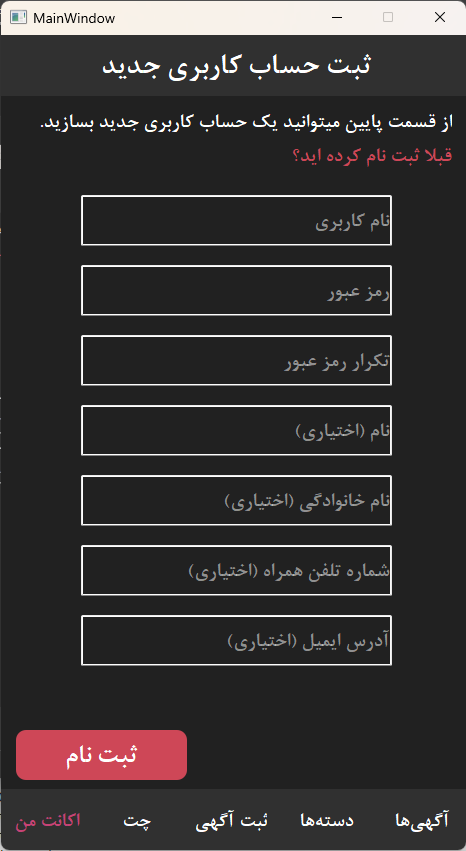 MainWindow
ثبت حساب کاربری جدید
از قسمت پایین میتوانید یک حساب کاربری جدید بسازید.
قبلا ثبت نام کرده اید؟
نام کاربری
رمز عبور
تکرار رمز عبور
نام (اختیاری)
نام خانوادگی (اختیاری)
شماره تلفن همراه (اختیاری)
آدرس ایمیل (اختیاری)
ثبت نام
آگهی‌ها دسته‌ها ثبت آگهی چت اکانت من